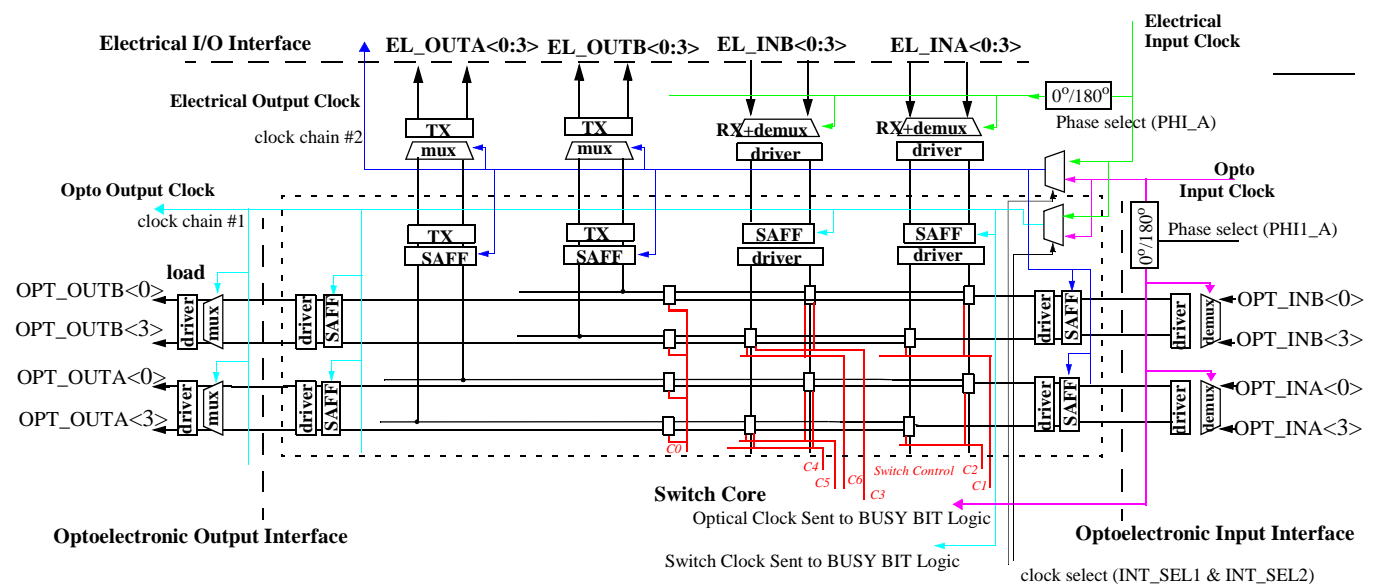 Electrical
Input Clock
Electrical I/O Interface
EL_OUTA<0:3>
EL_OUTB<0:3>
EL_INB<0:3>
EL_INA<0:3>
Electrical Output Clock
clock chain #2
0°/180°
Phase select (PHI_A)
TX
TX
RX+demux
RX+demux
mux
mux
driver
driver
Opto Output Clock
clock chain #1
Opto
Input Clock
0°/180°
Phase select (PHI1_A)
TX
TX
SAFF
SAFF
SAFF
SAFF
driver
driver
load
OPT_OUTB<0>
OPT_OUTB<3>
driver
mux
driver
SAFF
driver
SAFF
driver
demux
OPT_INB<0>
OPT_INB<3>
OPT_OUTA<0>
OPT_OUTA<3>
driver
mux
driver
SAFF
driver
SAFF
driver
demux
OPT_INA<0>
OPT_INA<3>
C0
C4
C5
C6
C3
Switch Control
C2
C1
Switch Core
Optical Clock Sent to BUSY BIT Logic
Optoelectronic Output Interface
Optoelectronic Input Interface
Switch Clock Sent to BUSY BIT Logic
clock select (INT_SEL1 & INT_SEL2)